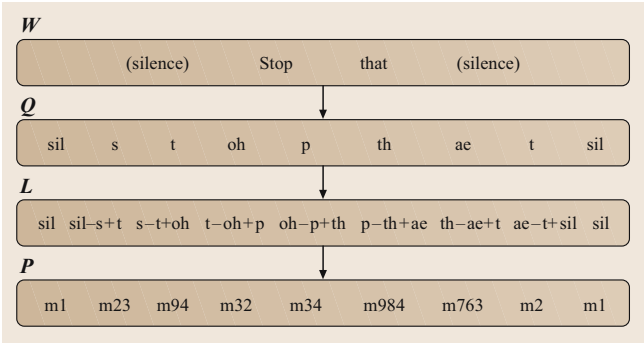 W
(silence) Stop that (silence)
Q
sil s t oh p th ae t sil
L
sil sil–s+t s–t+oh t–oh+p oh–p+th p–th+ae th–ae+t ae–t+sil sil
P
m1 m23 m94 m32 m34 m984 m763 m2 m1